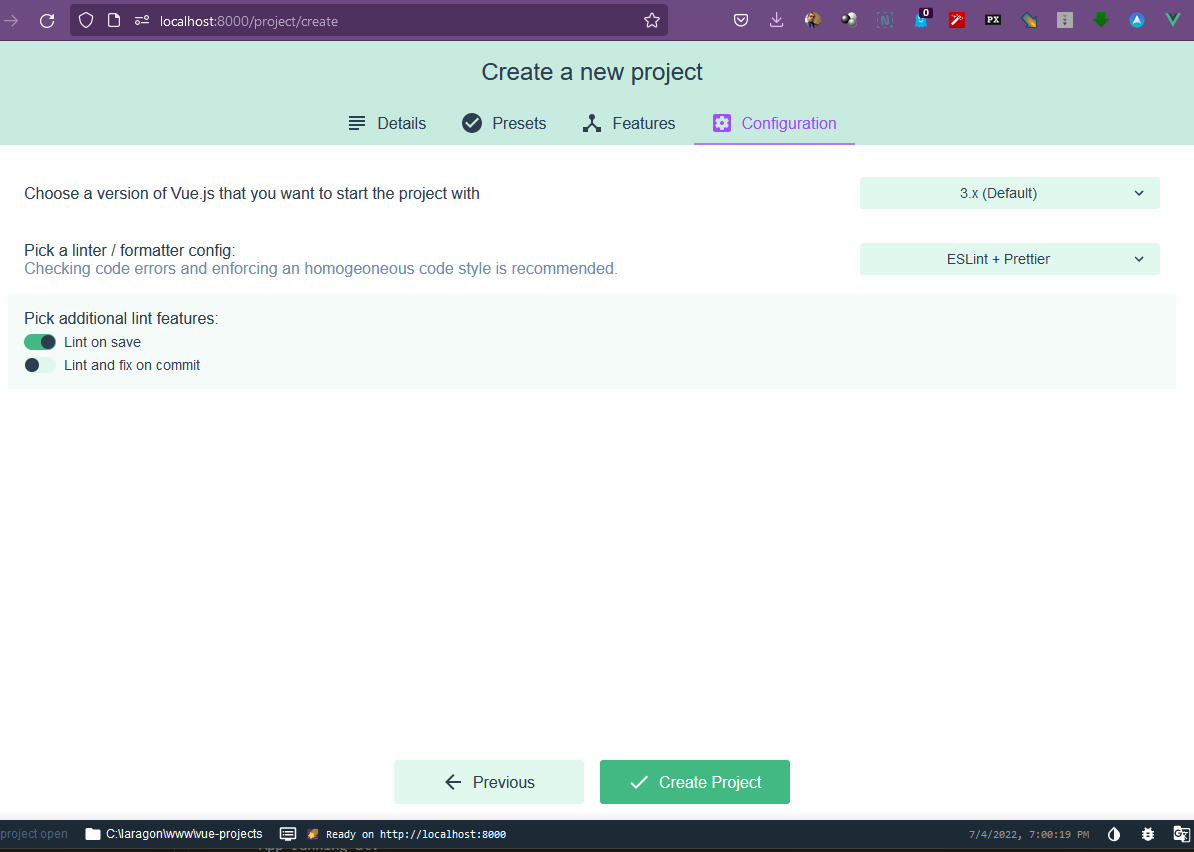 localhost:8000/project/create
0
PX
Create a new project
Details Presets Features Configuration
Choose a version of Vue.js that you want to start the project with
3.x (Default)
Pick a linter / formatter config:
Checking code errors and enforcing an homogeoneous code style is recommended.
ESLint + Prettier
Pick additional lint features:
Lint on save
Lint and fix on commit
Previous Create Project
project open C:\laragon\www\vue-projects Ready on http://localhost:8000 7/4/2022, 7:00:19 PM